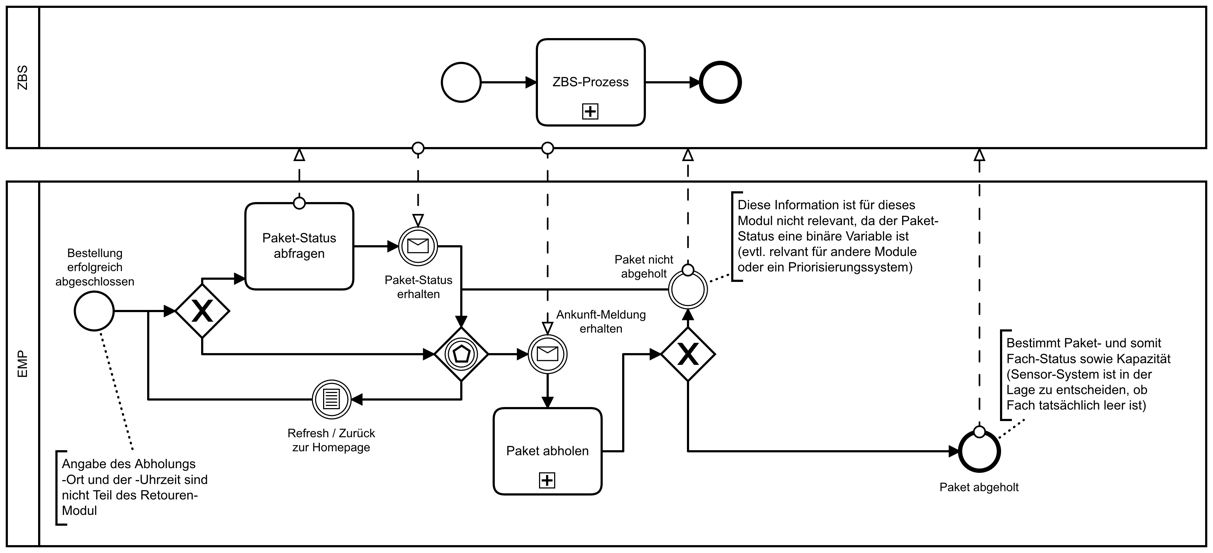 ZBS
ZBS-Prozess
EMP
Bestellung
erfolgreich
abgeschlossen
Paket-Status
abfragen
Paket-Status
erhalten
Ankunft-Meldung
erhalten
Paket nicht
abgeholt
Diese Information ist für dieses
Modul nicht relevant, da der Paket-
Status eine binäre Variable ist
(evtl. relvant für andere Module
oder ein Priorisierungssystem)
Bestimmt Paket- und somit
Fach-Status sowie Kapazität
(Sensor-System ist in der
Lage zu entscheiden, ob
Fach tatsächlich leer ist)
Refresh / Zurück
zur Homepage
Paket abholen
Paket abgeholt
Angabe des Abholungs
-Ort und der -Uhrzeit sind
nicht Teil des Retouren-
Modul